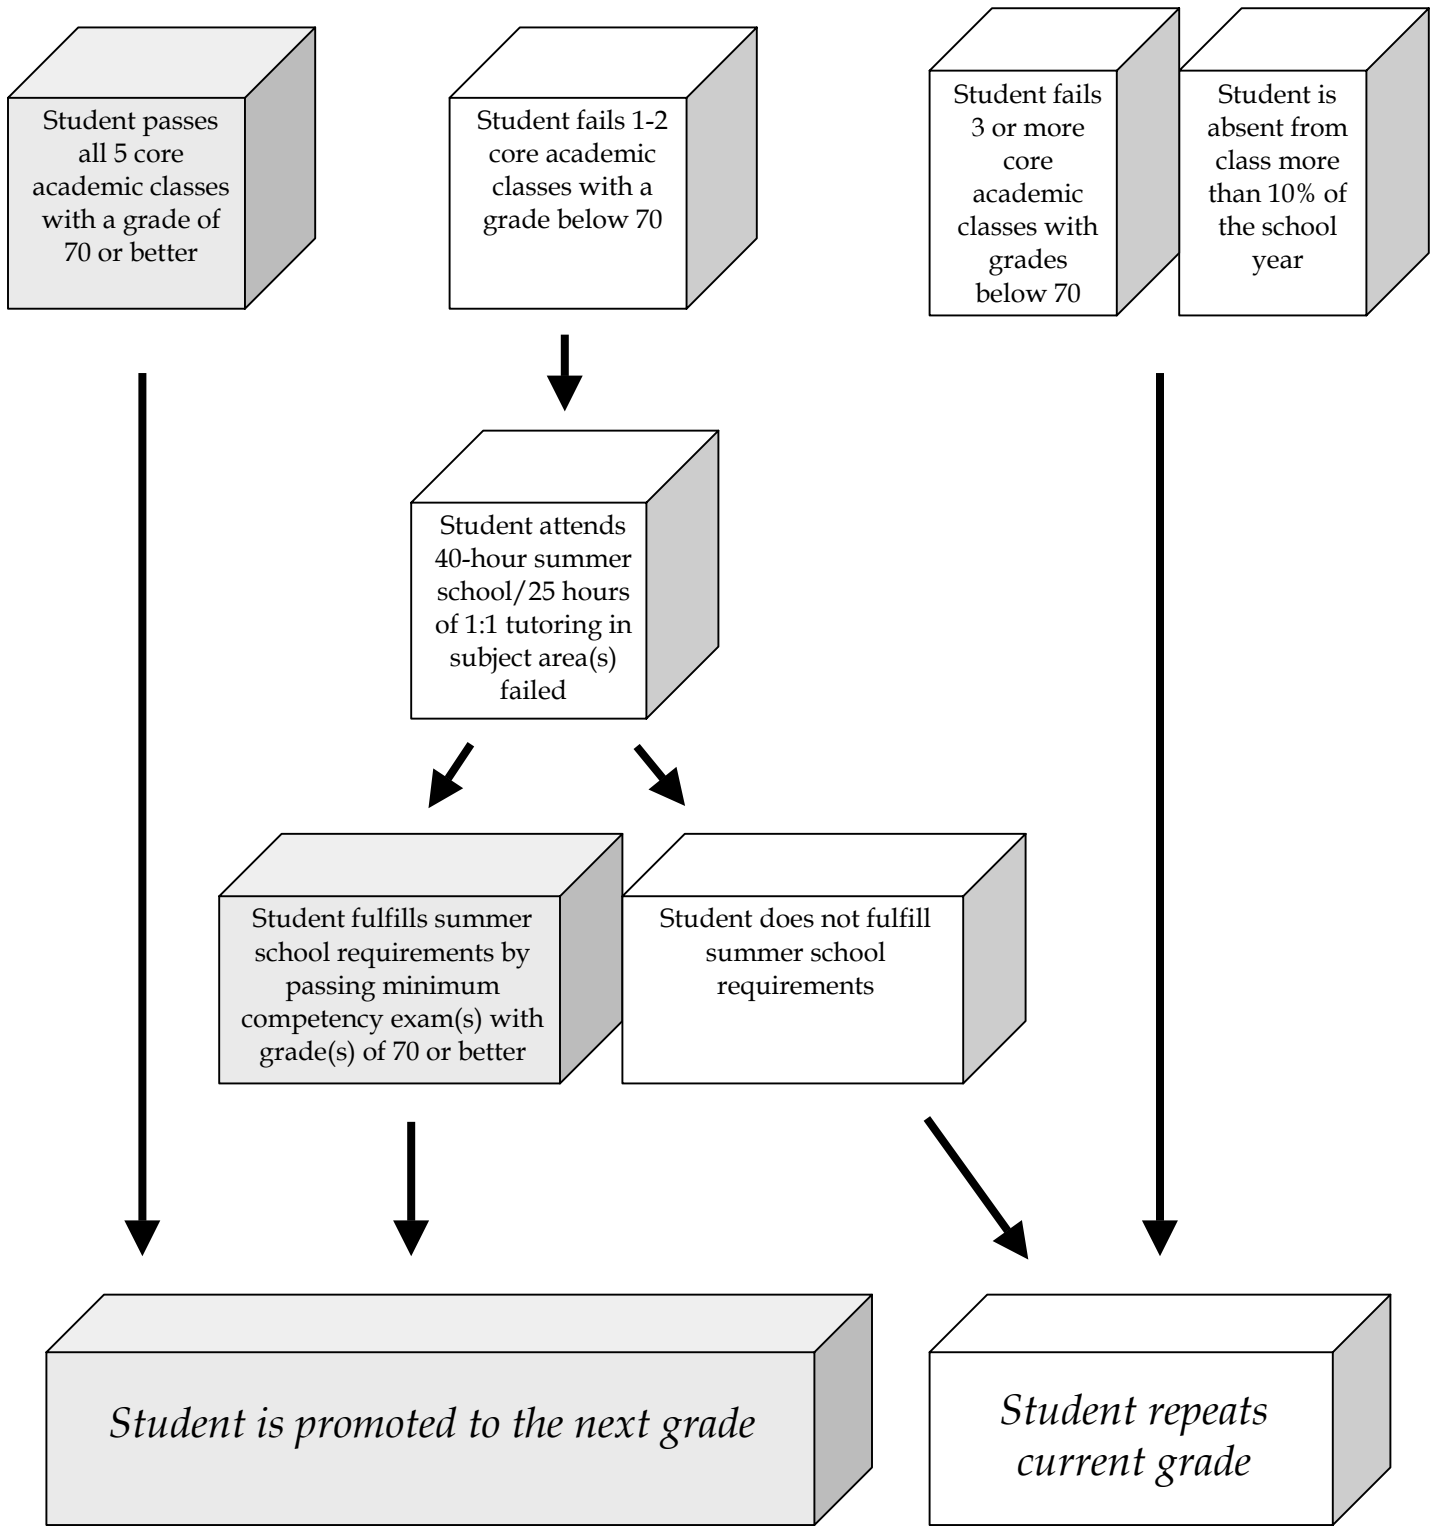 Student passes
all 5 core
academic classes
with a grade of
70 or better
Student fails 1-2
core academic
classes with a
grade below 70
Student fails
3 or more
core
academic
classes with
grades
below 70
Student is
absent from
class more
than 10% of
the school
year
Student attends
40-hour summer
school/25 hours
of 1:1 tutoring in
subject area(s)
failed
Student fulfills summer
school requirements by
passing minimum
competency exam(s) with
grade(s) of 70 or better
Student does not fulfill
summer school
requirements
Student is promoted to the next grade
Student repeats
current grade